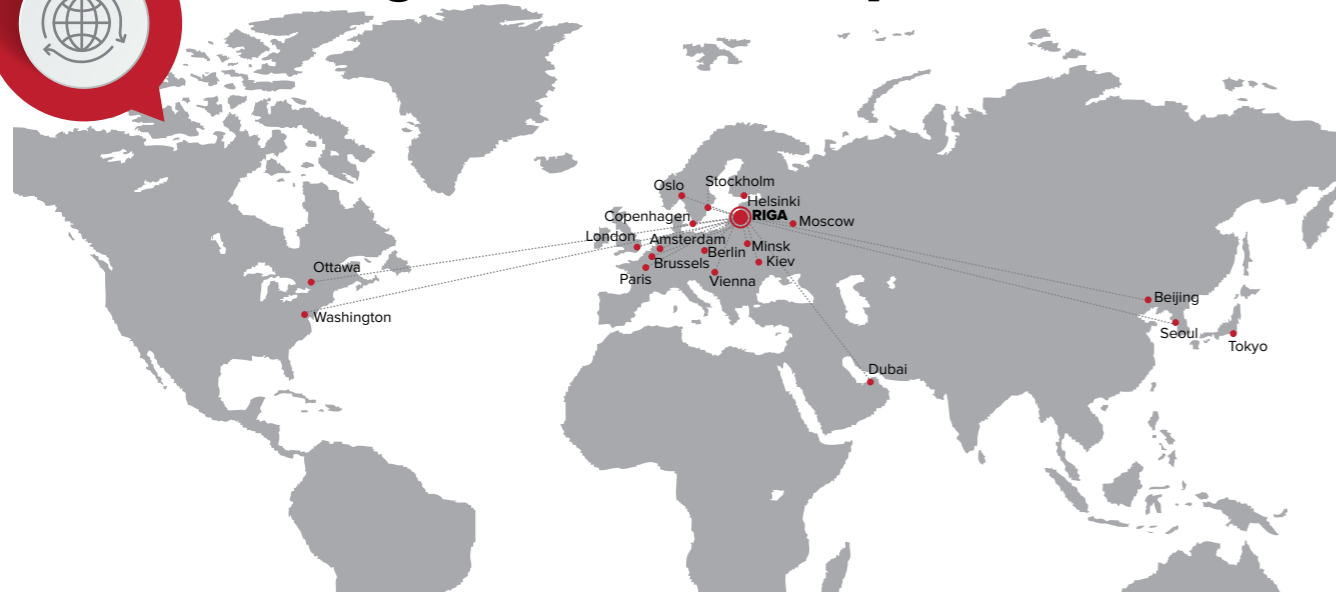 Oslo
Stockholm
Helsinki
RIGA
Copenhagen
Moscow
London
Amsterdam
Minsk
Berlin
Kiev
Brussels
Paris
Vienna
Ottawa
Washington
Beijing
Seoul
Tokyo
Dubai